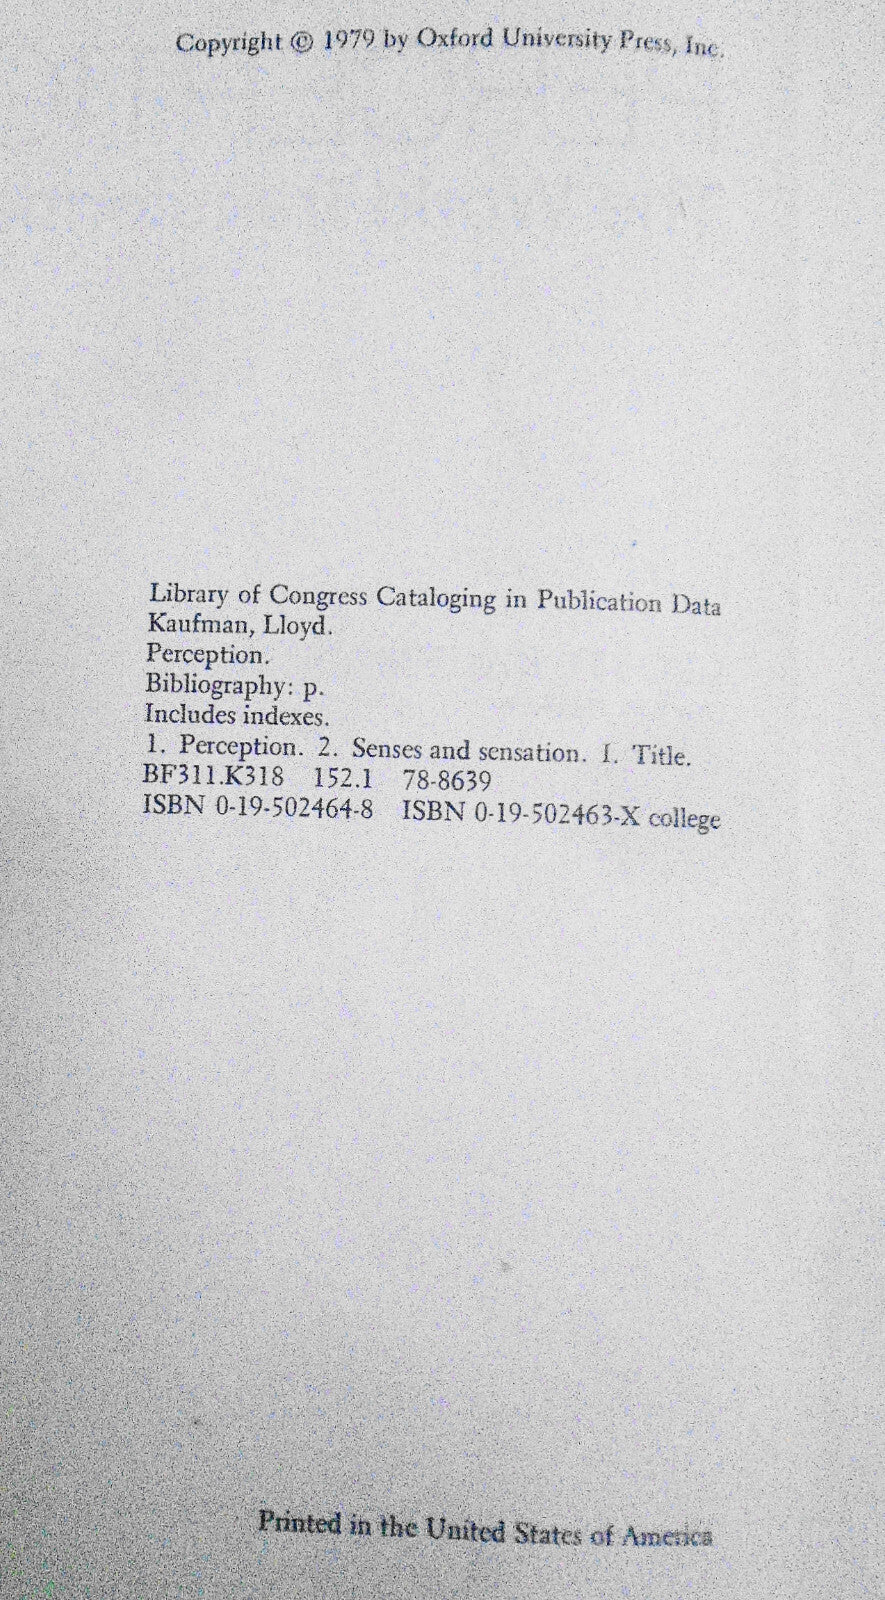 Copyright © 1979 by Oxford University Press, Inc.
Library of Congress Cataloging in Publication Data
Kaufman, Lloyd.
Perception.
Bibliography: p.
Includes indexes.
1. Perception. 2. Senses and sensation. I. Title.
BF311.K318 152.1 78-8639
ISBN 0-19-502464-8 ISBN 0-19-502463-X college
Printed in the United States of America